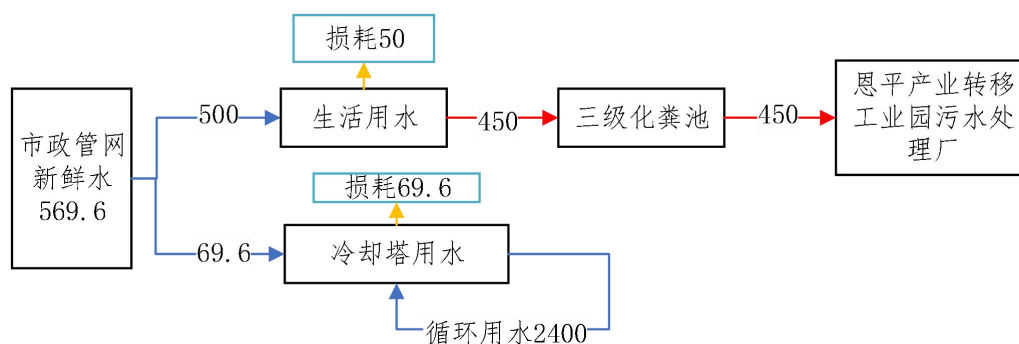 损耗50
市政管网
新鲜水
569.6
500
生活用水
450
三级化粪池
450
恩平产业转移
工业园污水处
理厂
损耗69.6
69.6
冷却塔用水
循环用水2400